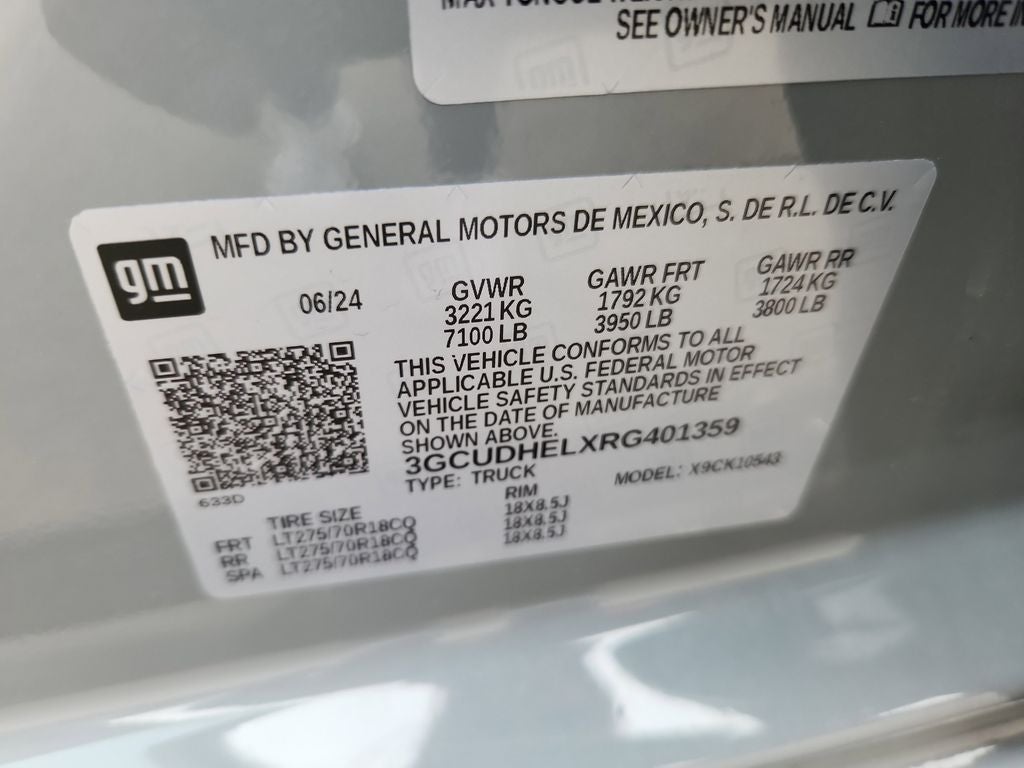 SEE OWNER'S MANUAL FOR MORE
gm
MFD BY GENERAL MOTORS DE MEXICO, S. DE R.L. DE C.V.
06/24
GVWR
3221 KG
7100 LB
GAWR FRT
1792 KG
3950 LB
GAWR RR
1724 KG
3800 LB
THIS VEHICLE CONFORMS TO ALL
APPLICABLE U.S. FEDERAL MOTOR
VEHICLE SAFETY STANDARDS IN EFFECT
ON THE DATE OF MANUFACTURE
SHOWN ABOVE.
3GCUDHELXRG401359
TYPE: TRUCK
MODEL: X9CK10543
633D
TIRE SIZE
RIM
FRT LT275/70R18CQ 18X8.5J
RR LT275/70R18CQ 18X8.5J
SPA LT275/70R18CQ 18X8.5J